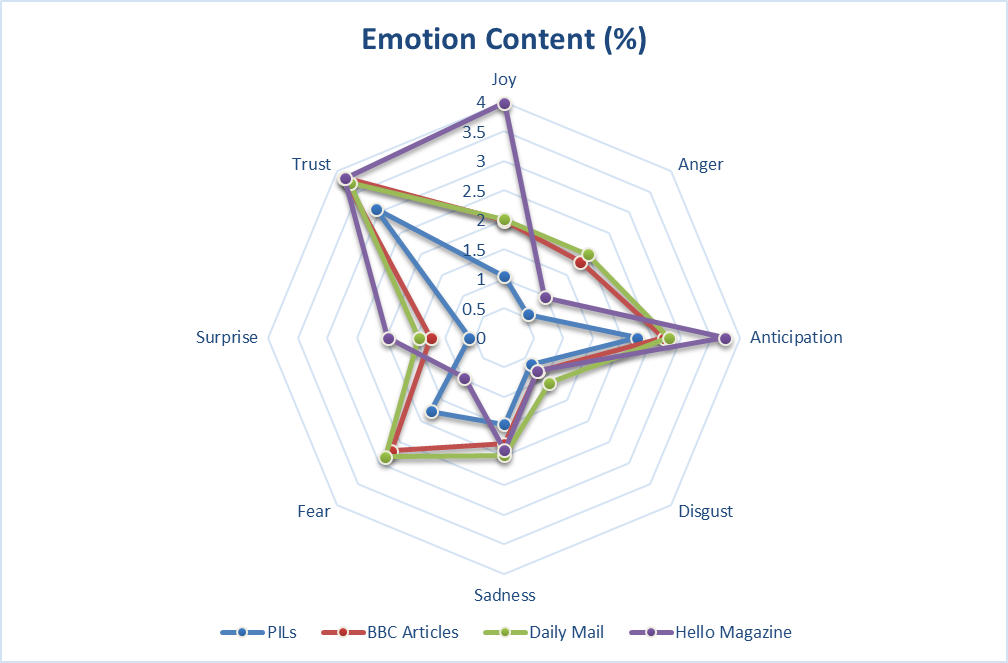 Emotion Content (%)
Joy
4
3.5
3
2.5
2
1.5
1
0.5
0
Trust
Anger
Surprise
Anticipation
Fear
Disgust
Sadness
PILs BBC Articles Daily Mail Hello Magazine